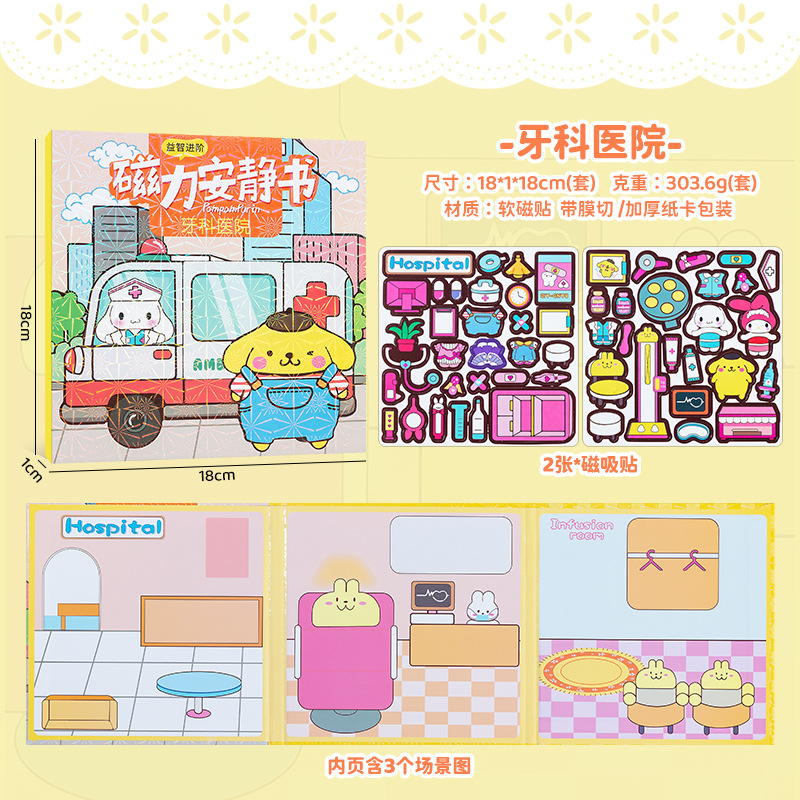 -牙科医院-
尺寸：18*1*18cm(套) 克重：303.6g(套)
材质：软磁贴 带膜切/加厚纸卡包装
益智进阶
磁力安静书
Pompompurin
牙科医院
AMB
18cm
1cm
18cm
Hospital
2张*磁吸贴
Hospital
Infusion
room
内页含3个场景图